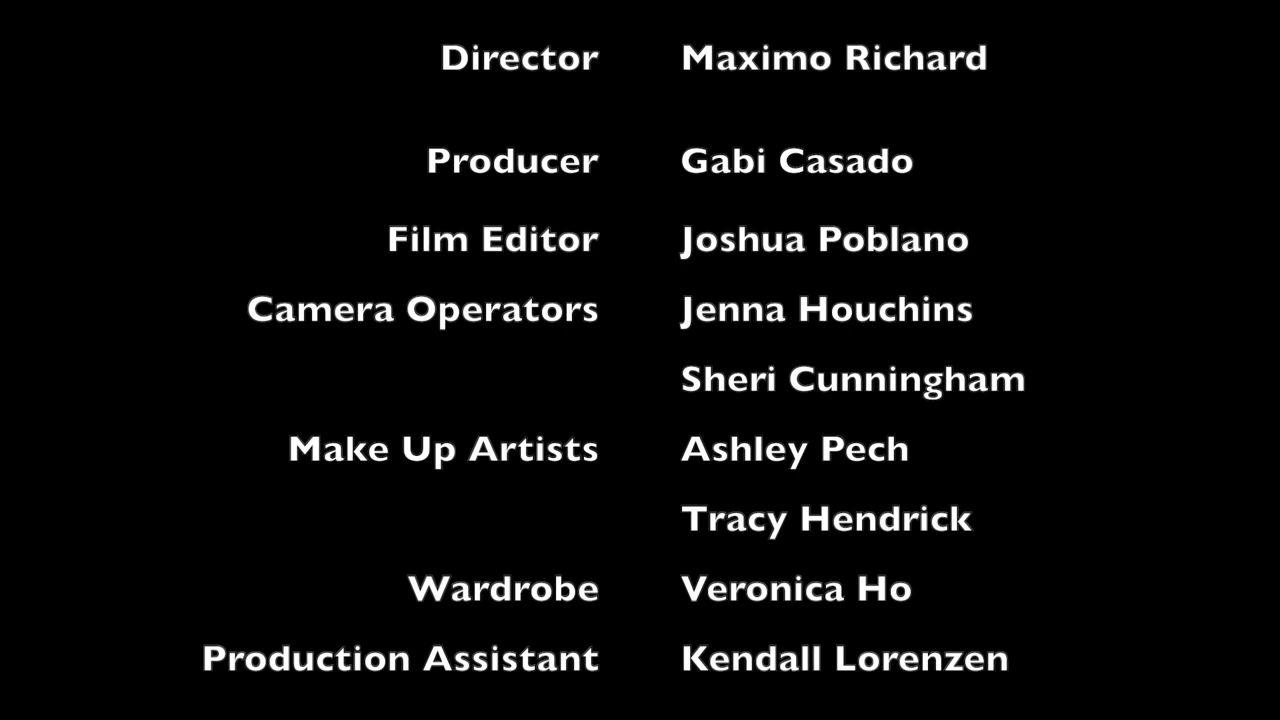 Director Maximo Richard
Producer Gabi Casado
Film Editor Joshua Poblano
Camera Operators Jenna Houchins
Sheri Cunningham
Make Up Artists Ashley Pech
Tracy Hendrick
Wardrobe Veronica Ho
Production Assistant Kendall Lorenzen